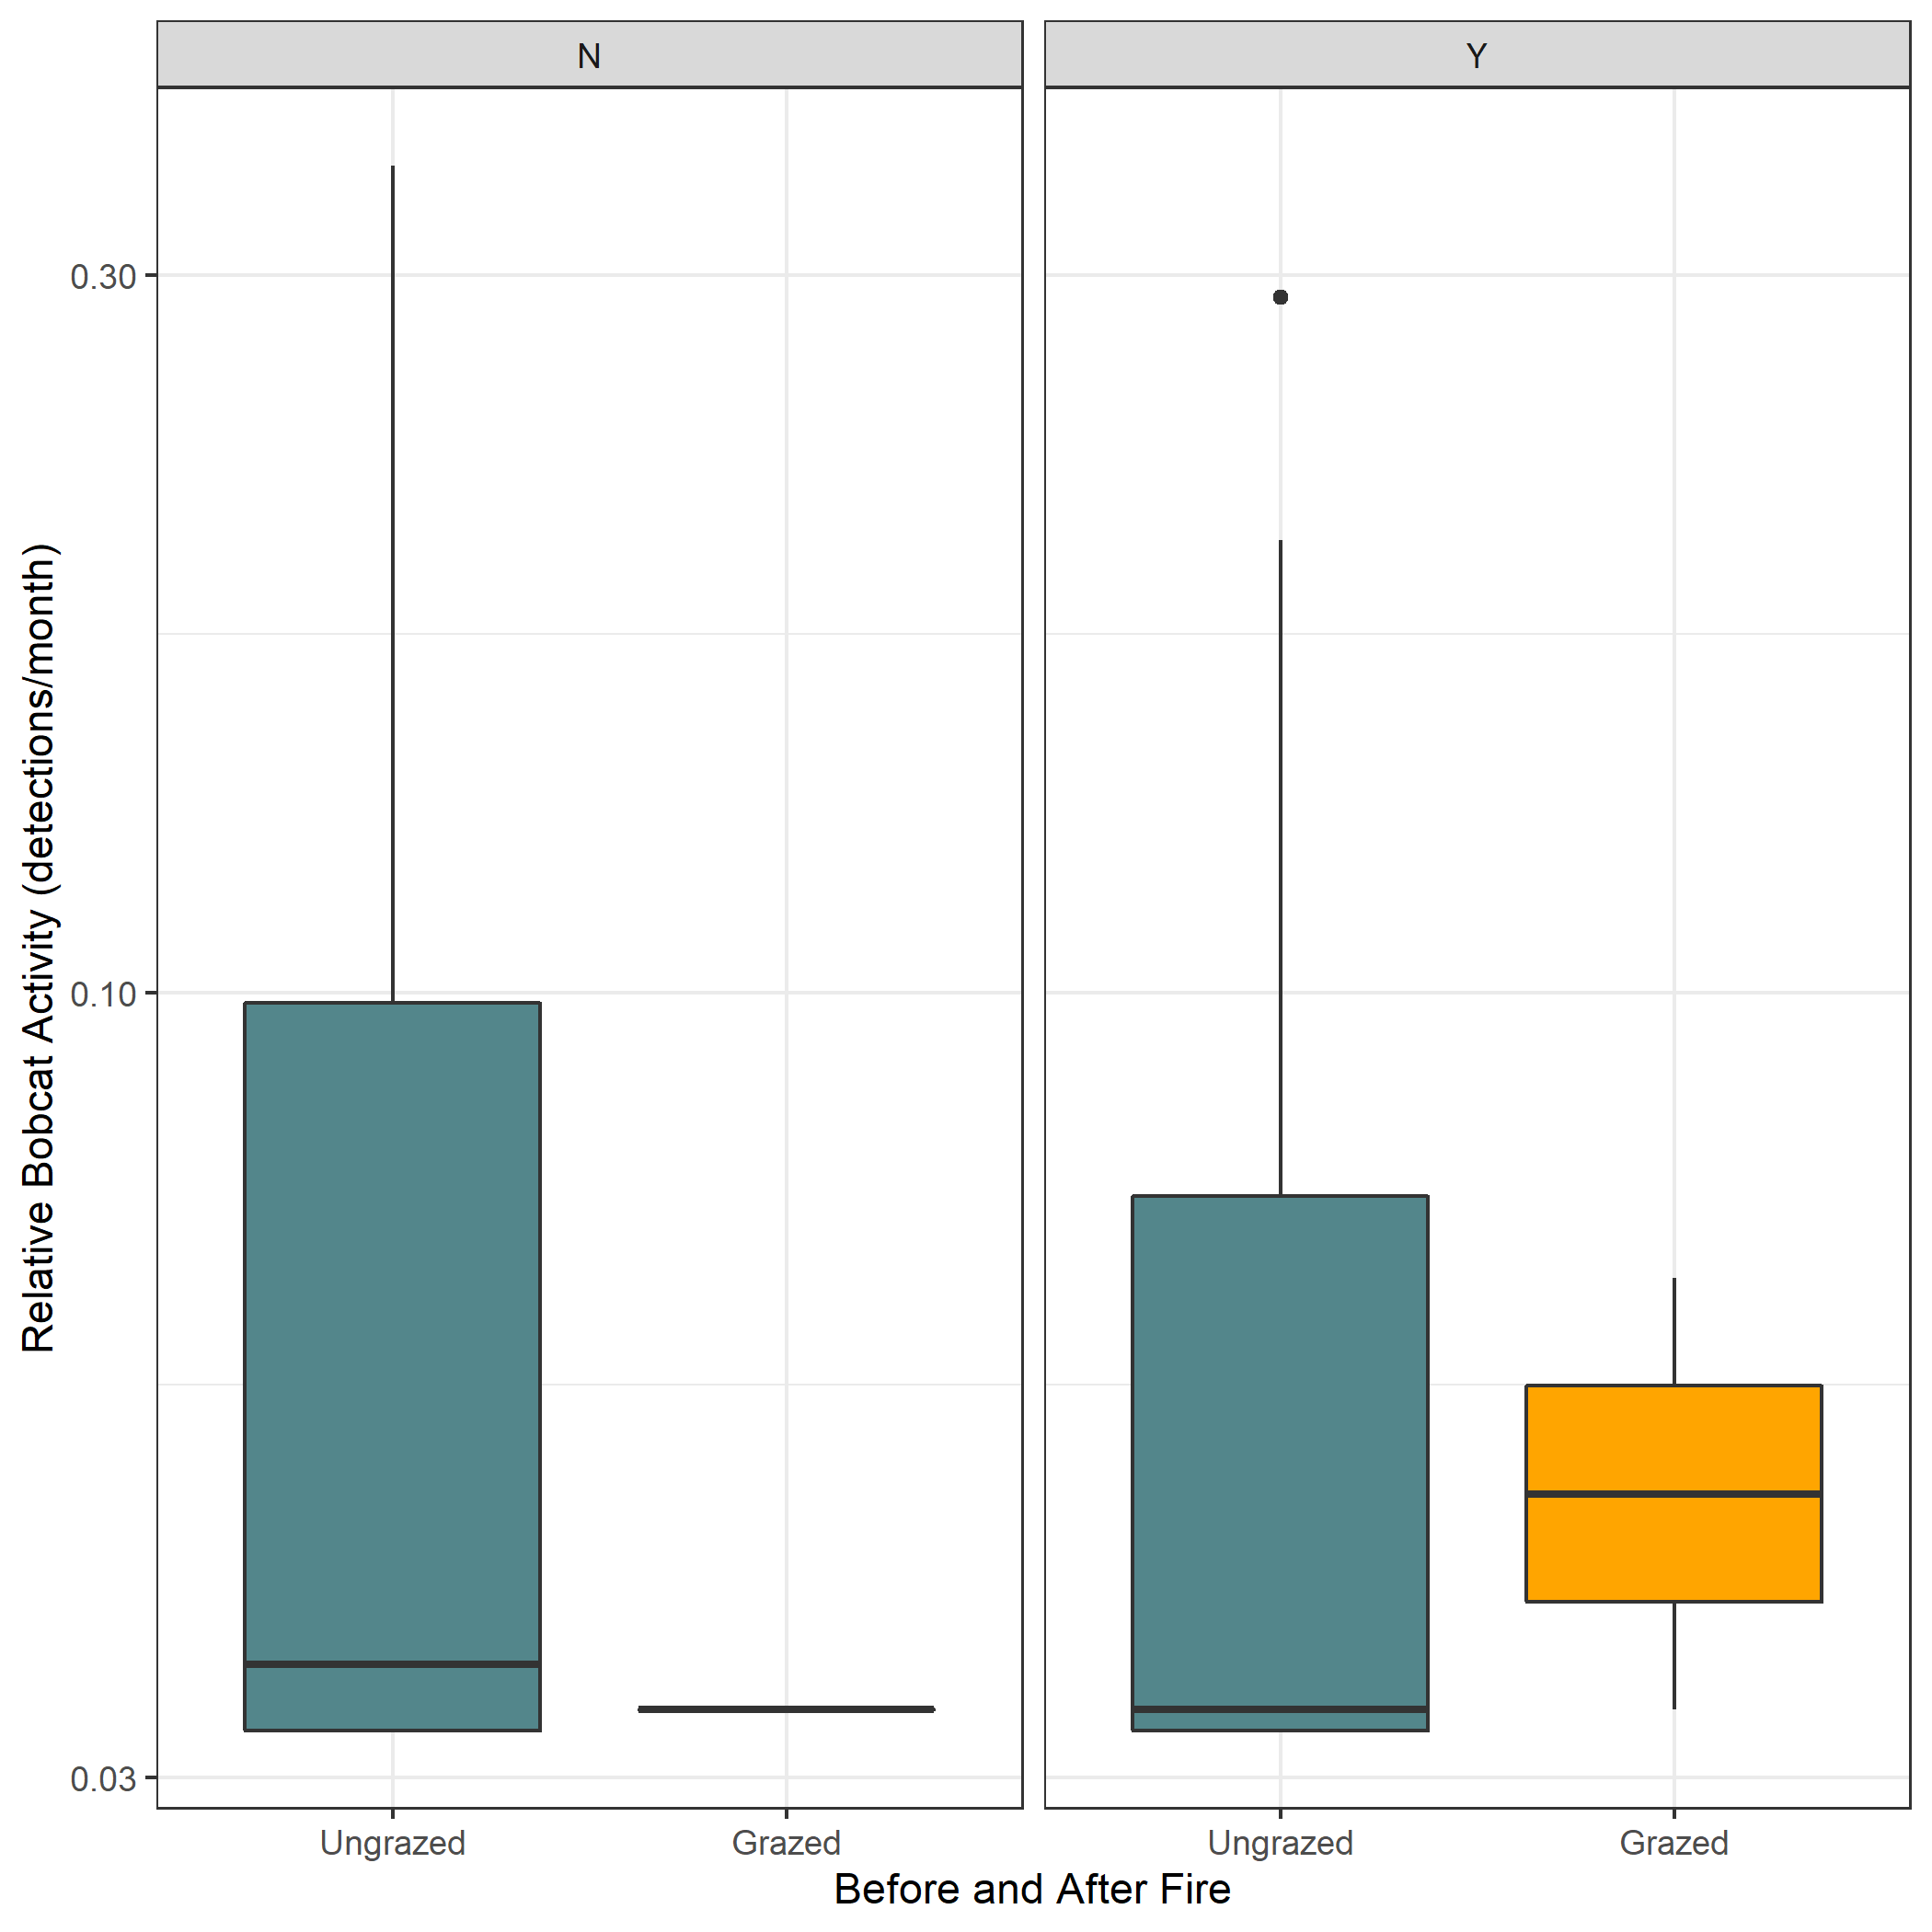 N
Y
Relative Bobcat Activity (detections/month)
0.30
0.10
0.03
Ungrazed
Grazed
Ungrazed
Grazed
Before and After Fire